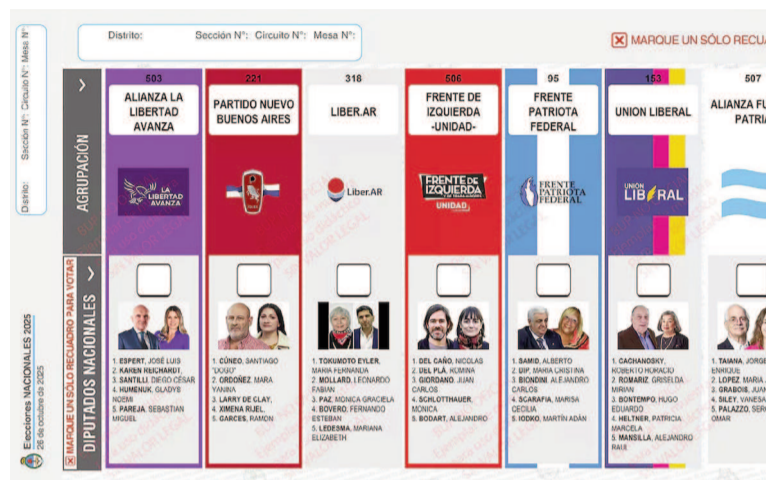 Distrito: Sección N°: Circuito N°: Mesa N°:
Distrito: Sección N°: Circuito N°: Mesa N°:
MARQUE UN SÓLO RECUA
AGRUPACIÓN
503
ALIANZA LA
LIBERTAD
AVANZA
LA
LIBERTAD
AVANZA
221
PARTIDO NUEVO
BUENOS AIRES
318
LIBER.AR
Liber.AR
506
FRENTE DE
IZQUIERDA
-UNIDAD-
FRENTE DE
IZQUIERDA
UNIDAD
95
FRENTE
PATRIOTA
FEDERAL
FRENTE
PATRIOTA
FEDERAL
153
UNION LIBERAL
UNION
LIBERAL
507
ALIANZA FU
PATRI
Elecciones NACIONALES 2025
26 de octubre de 2025
MARQUE UN SÓLO RECUADRO PARA VOTAR
DIPUTADOS NACIONALES
1. ESPERT, JOSÉ LUIS
2. KAREN REICHARDT,
3. SANTILLI, DIEGO CÉSAR
4. HUMENUK, GLADYS
NOEMI
5. PAREJA, SEBASTIAN
MIGUEL
1. CÚNEO, SANTIAGO
"DOGO"
2. ORDOÑEZ, MARA
YANINA
3. LARRY DE CLAY,
4. XIMENA RIJEL,
5. GARCES, RAMON
1. TOKUMOTO EYLER,
MARIA FERNANDA
2. MOLLARD, LEONARDO
FABIAN
3. PAZ, MONICA GRACIELA
4. BOVERO, FERNANDO
ESTEBAN
5. LEDESMA, MARIANA
ELIZABETH
1. DEL CAÑO, NICOLAS
2. DEL PLÁ, ROMINA
3. GIORDANO, JUAN
CARLOS
4. SCHLOTTHAUER,
MÓNICA
5. BODART, ALEJANDRO
1. SAMID, ALBERTO
2. DIP, MARIA CRISTINA
3. BIONDINI, ALEJANDRO
CARLOS
4. SCARAFIA, MARISA
CECILIA
5. IODKO, MARTÍN ADÁN
1. CACHANOSKY,
ROBERTO HORACIO
2. ROMARIZ, GRISELDA
MIRIAN
3. BONTEMPO, HUGO
EDUARDO
4. HELTNER, PATRICIA
MARCELA
5. MANSILLA, ALEJANDRO
RAUL
1. TAIANA, JORGE
ENRIQUE
2. LOPEZ, MARIA
3. GRABOIS, JUA
4. SILEY, VANESA
5. PALAZZO, SERG
OMAR